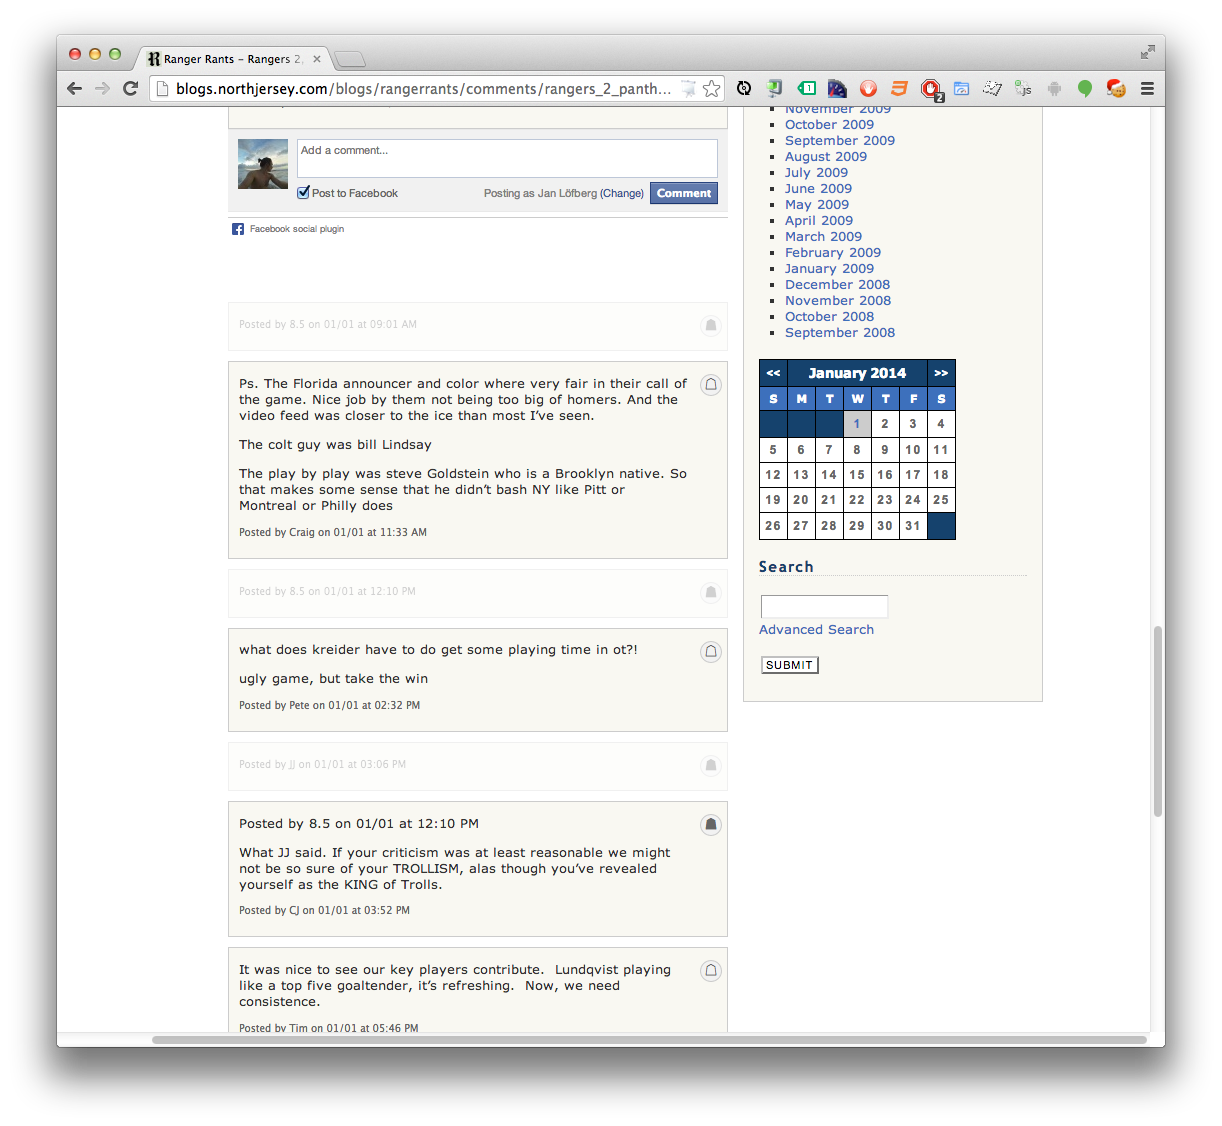 Ranger Rants – Rangers 2,
blogs.northjersey.com/blogs/rangerrants/comments/rangers_2_panth...
1
2
js
Add a comment...
Post to Facebook
Posting as Jan Löfberg (Change)
Comment
Facebook social plugin
Posted by 8.5 on 01/01 at 09:01 AM
Ps. The Florida announcer and color where very fair in their call of
the game. Nice job by them not being too big of homers. And the
video feed was closer to the ice than most I’ve seen.
The colt guy was bill Lindsay
The play by play was steve Goldstein who is a Brooklyn native. So
that makes some sense that he didn’t bash NY like Pitt or
Montreal or Philly does
Posted by Craig on 01/01 at 11:33 AM
Posted by 8.5 on 01/01 at 12:10 PM
what does kreider have to do get some playing time in ot?!
ugly game, but take the win
Posted by Pete on 01/01 at 02:32 PM
Posted by JJ on 01/01 at 03:06 PM
Posted by 8.5 on 01/01 at 12:10 PM
What JJ said. If your criticism was at least reasonable we might
not be so sure of your TROLLISM, alas though you’ve revealed
yourself as the KING of Trolls.
Posted by CJ on 01/01 at 03:52 PM
It was nice to see our key players contribute.  Lundqvist playing
like a top five goaltender, it’s refreshing.  Now, we need
consistence.
Posted by Tim on 01/01 at 05:46 PM
November 2009
October 2009
September 2009
August 2009
July 2009
June 2009
May 2009
April 2009
March 2009
February 2009
January 2009
December 2008
November 2008
October 2008
September 2008
<< January 2014 >>
S M T W T F S
1 2 3 4
5 6 7 8 9 10 11
12 13 14 15 16 17 18
19 20 21 22 23 24 25
26 27 28 29 30 31
Search
Advanced Search
SUBMIT